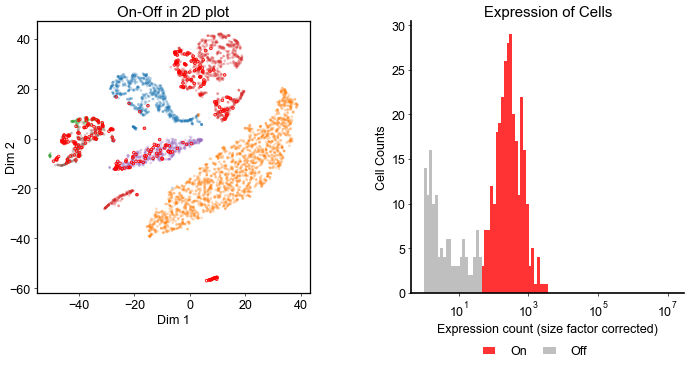 On-Off in 2D plot
40
20
0
−20
−40
−60
Dim 2
−40 −20 0 20 40
Dim 1
Expression of Cells
30
25
20
15
10
5
0
Cell Counts
10^1 10^3 10^5 10^7
Expression count (size factor corrected)
On Off